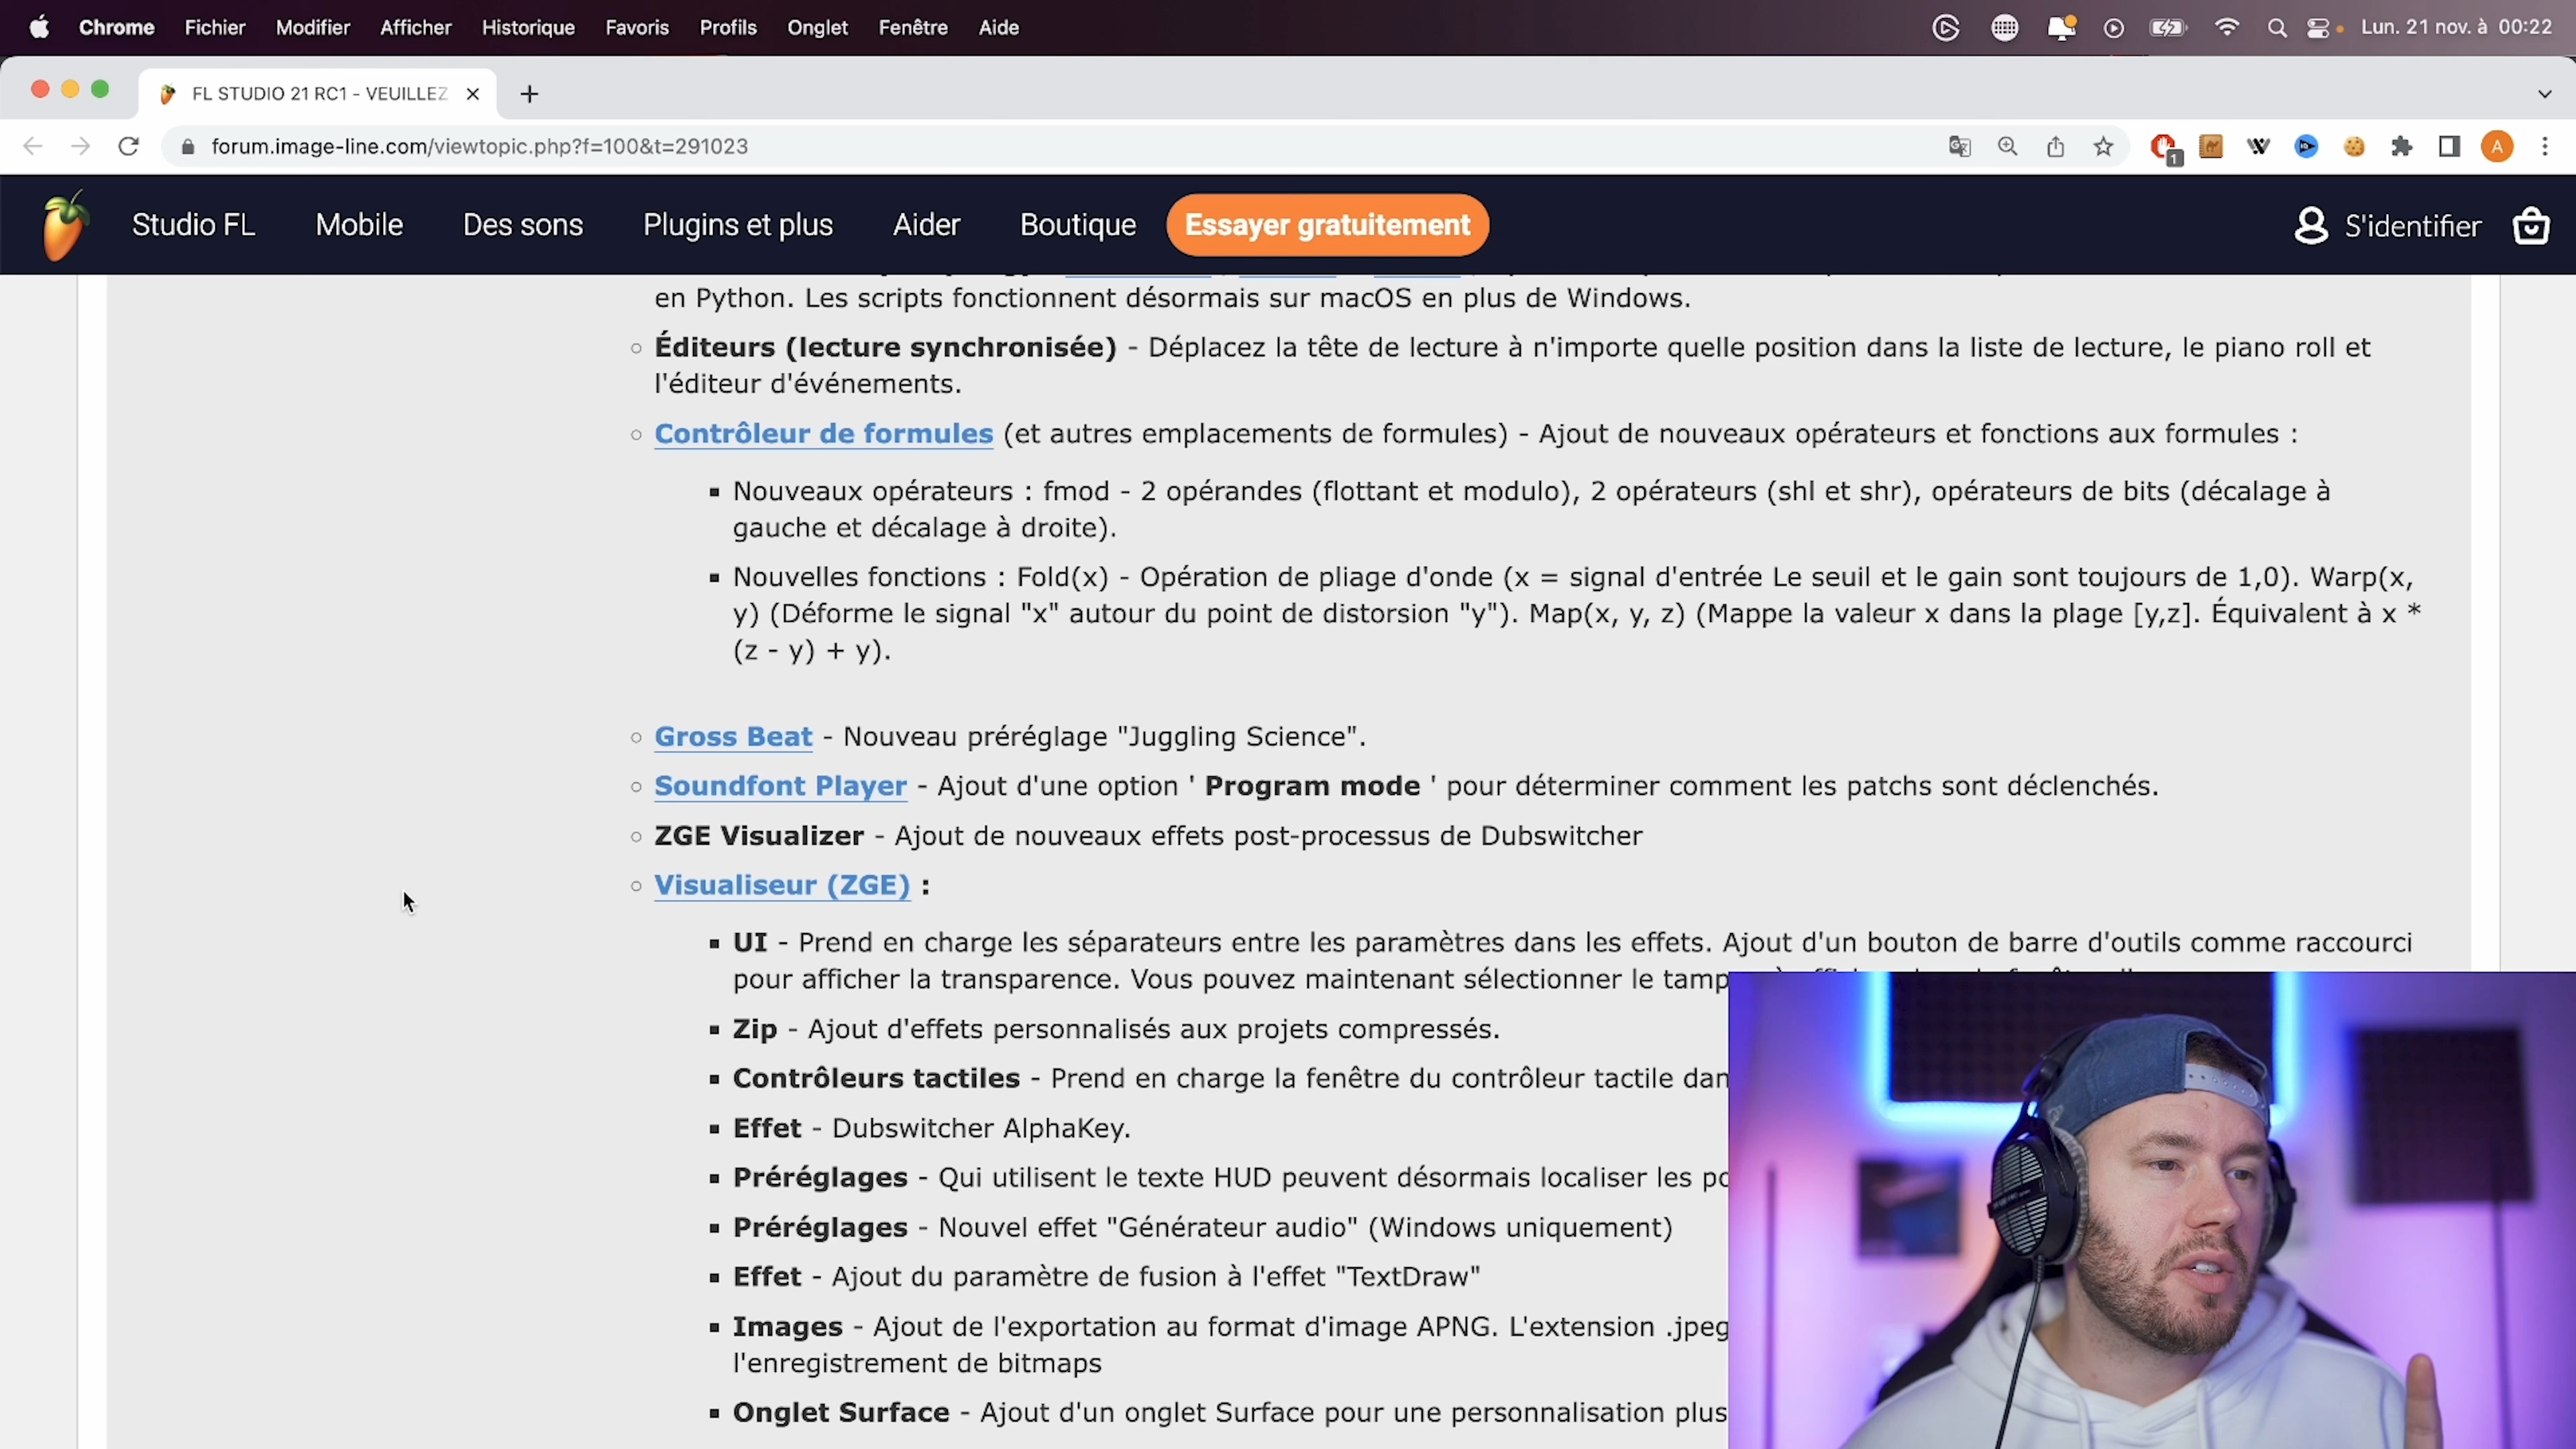 Chrome Fichier Modifier Afficher Historique Favoris Profils Onglet Fenêtre Aide Lun. 21 nov. à 00:22
FL STUDIO 21 RC1 - VEUILLEZ
forum.image-line.com/viewtopic.php?f=100&t=291023
1
A
Studio FL Mobile Des sons Plugins et plus Aider Boutique Essayer gratuitement S'identifier
en Python. Les scripts fonctionnent désormais sur macOS en plus de Windows.
Éditeurs (lecture synchronisée) - Déplacez la tête de lecture à n'importe quelle position dans la liste de lecture, le piano roll et
l'éditeur d'événements.
Contrôleur de formules (et autres emplacements de formules) - Ajout de nouveaux opérateurs et fonctions aux formules :
Nouveaux opérateurs : fmod - 2 opérandes (flottant et modulo), 2 opérateurs (shl et shr), opérateurs de bits (décalage à
gauche et décalage à droite).
Nouvelles fonctions : Fold(x) - Opération de pliage d'onde (x = signal d'entrée Le seuil et le gain sont toujours de 1,0). Warp(x,
y) (Déforme le signal "x" autour du point de distorsion "y"). Map(x, y, z) (Mappe la valeur x dans la plage [y,z]. Équivalent à x *
(z - y) + y).
Gross Beat - Nouveau préréglage "Juggling Science".
Soundfont Player - Ajout d'une option ' Program mode ' pour déterminer comment les patchs sont déclenchés.
ZGE Visualizer - Ajout de nouveaux effets post-processus de Dubswitcher
Visualiseur (ZGE) :
UI - Prend en charge les séparateurs entre les paramètres dans les effets. Ajout d'un bouton de barre d'outils comme raccourci
pour afficher la transparence. Vous pouvez maintenant sélectionner le tamp
Zip - Ajout d'effets personnalisés aux projets compressés.
Contrôleurs tactiles - Prend en charge la fenêtre du contrôleur tactile dan
Effet - Dubswitcher AlphaKey.
Préréglages - Qui utilisent le texte HUD peuvent désormais localiser les po
Préréglages - Nouvel effet "Générateur audio" (Windows uniquement)
Effet - Ajout du paramètre de fusion à l'effet "TextDraw"
Images - Ajout de l'exportation au format d'image APNG. L'extension .jpeg
l'enregistrement de bitmaps
Onglet Surface - Ajout d'un onglet Surface pour une personnalisation plus